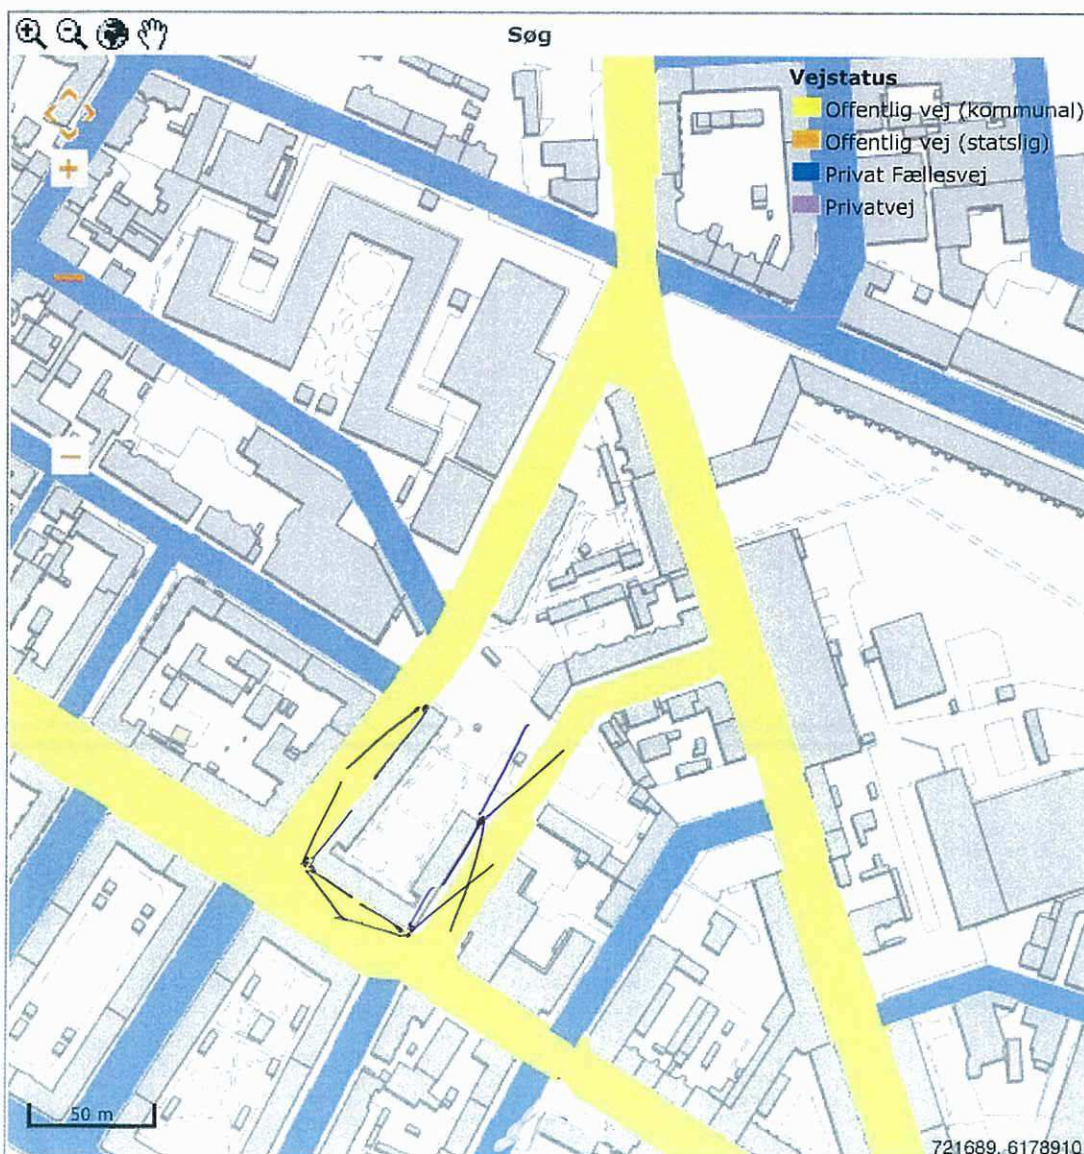 Søg
Vejstatus
Offentlig vej (kommunal)
Offentlig vej (statslig)
Privat Fællesvej
Privatvej
50 m
721689, 6178910